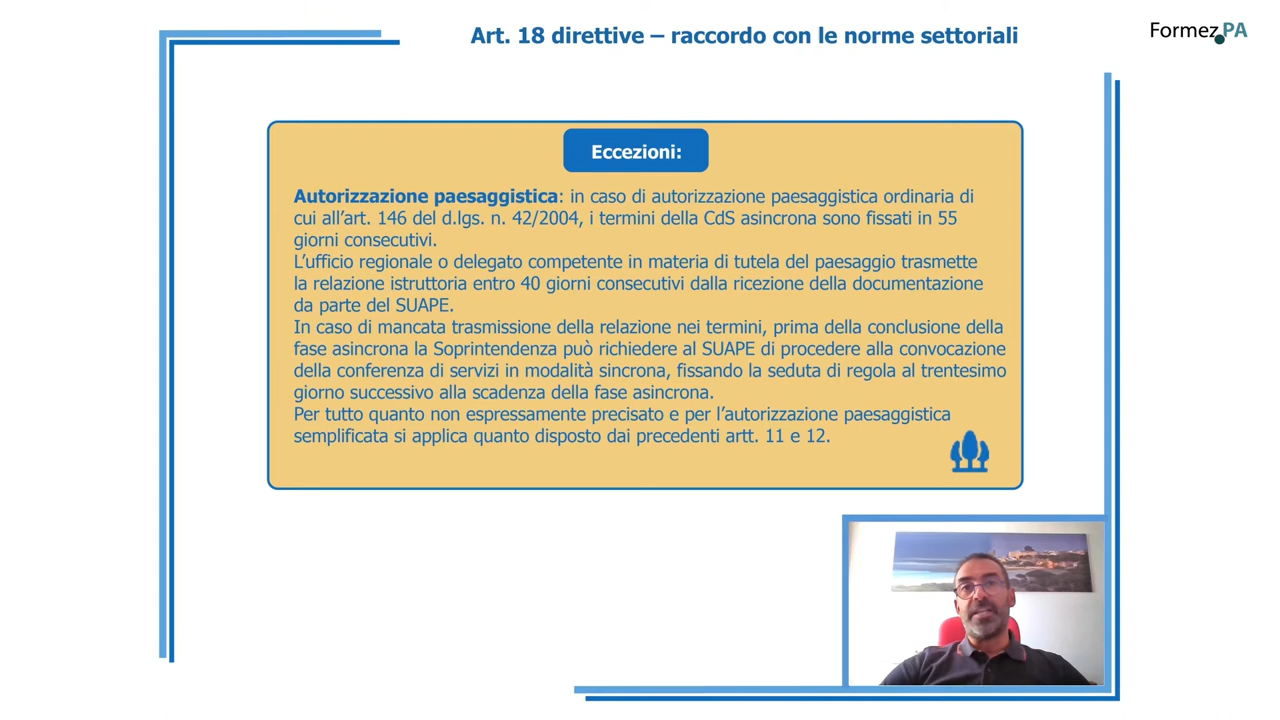 Art. 18 direttive – raccordo con le norme settoriali
Formez.PA
Eccezioni:
Autorizzazione paesaggistica: in caso di autorizzazione paesaggistica ordinaria di
cui all’art. 146 del d.lgs. n. 42/2004, i termini della CdS asincrona sono fissati in 55
giorni consecutivi.
L’ufficio regionale o delegato competente in materia di tutela del paesaggio trasmette
la relazione istruttoria entro 40 giorni consecutivi dalla ricezione della documentazione
da parte del SUAPE.
In caso di mancata trasmissione della relazione nei termini, prima della conclusione della
fase asincrona la Soprintendenza può richiedere al SUAPE di procedere alla convocazione
della conferenza di servizi in modalità sincrona, fissando la seduta di regola al trentesimo
giorno successivo alla scadenza della fase asincrona.
Per tutto quanto non espressamente precisato e per l’autorizzazione paesaggistica
semplificata si applica quanto disposto dai precedenti artt. 11 e 12.